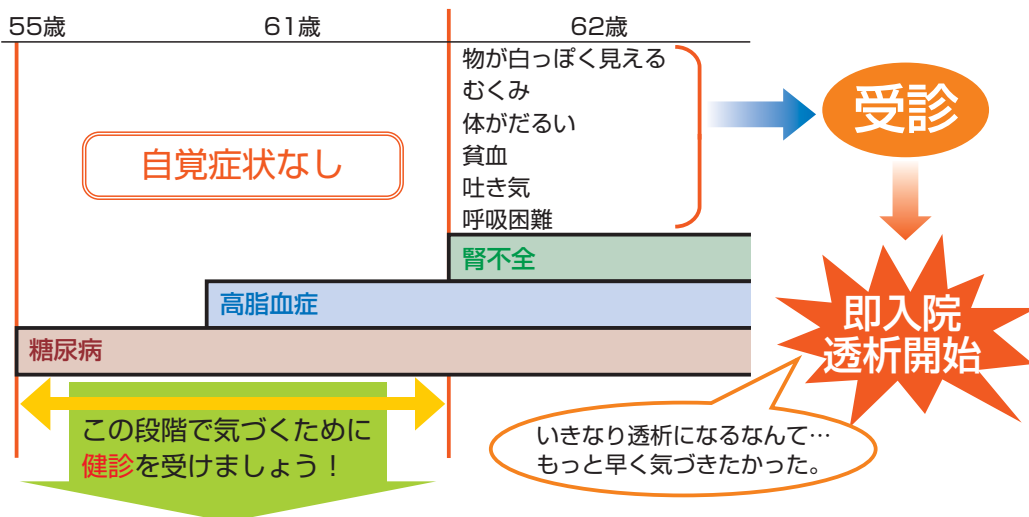 55歳
61歳
62歳
物が白っぽく見える
むくみ
体がだるい
貧血
吐き気
呼吸困難
受診
自覚症状なし
腎不全
高脂血症
糖尿病
即入院
透析開始
この段階で気づくために
健診を受けましょう！
いきなり透析になるなんて…
もっと早く気づきたかった。